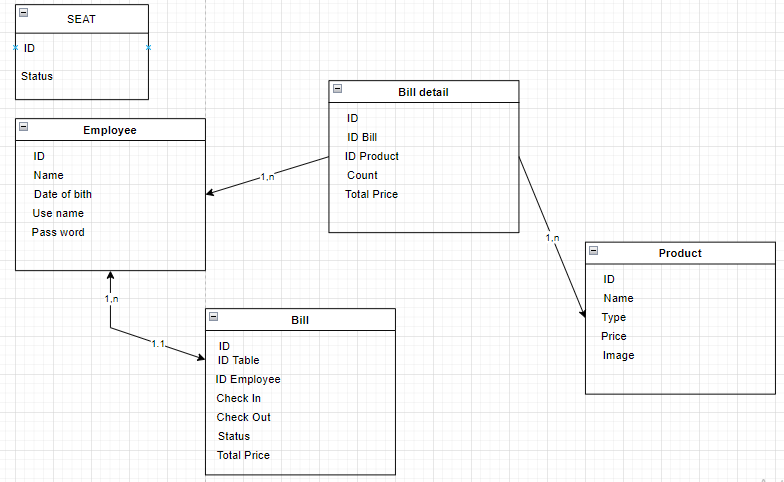 SEAT
ID
Status
Employee
ID
Name
Date of bith
Use name
Pass word
Bill detail
ID
ID Bill
ID Product
Count
Total Price
1,n
1,n
Product
ID
Name
Type
Price
Image
1,n
1.1
Bill
ID
ID Table
ID Employee
Check In
Check Out
Status
Total Price